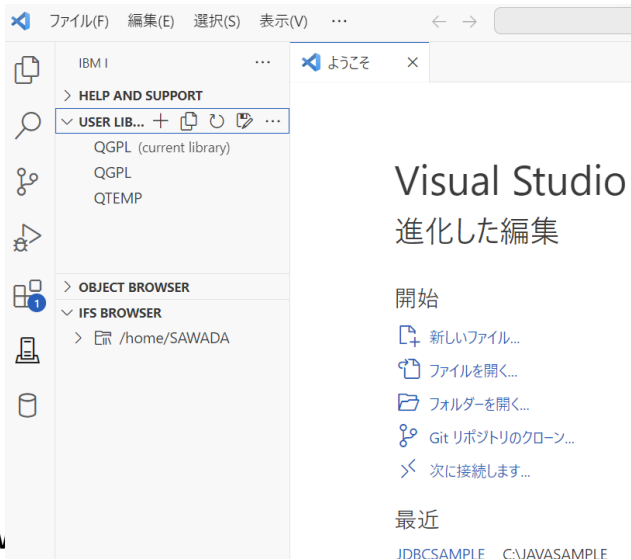 ファイル(F) 編集(E) 選択(S) 表示(V) ···
IBM I ···
ようこそ ×
HELP AND SUPPORT
USER LIB... ···
QGPL (current library)
QGPL
QTEMP
OBJECT BROWSER
IFS BROWSER
/home/SAWADA
1
Visual Studio
進化した編集
開始
新しいファイル...
ファイルを開く...
フォルダーを開く...
Git リポジトリのクローン...
次に接続します...
最近
JDBCSAMPLE C:\JAVASAMPLE